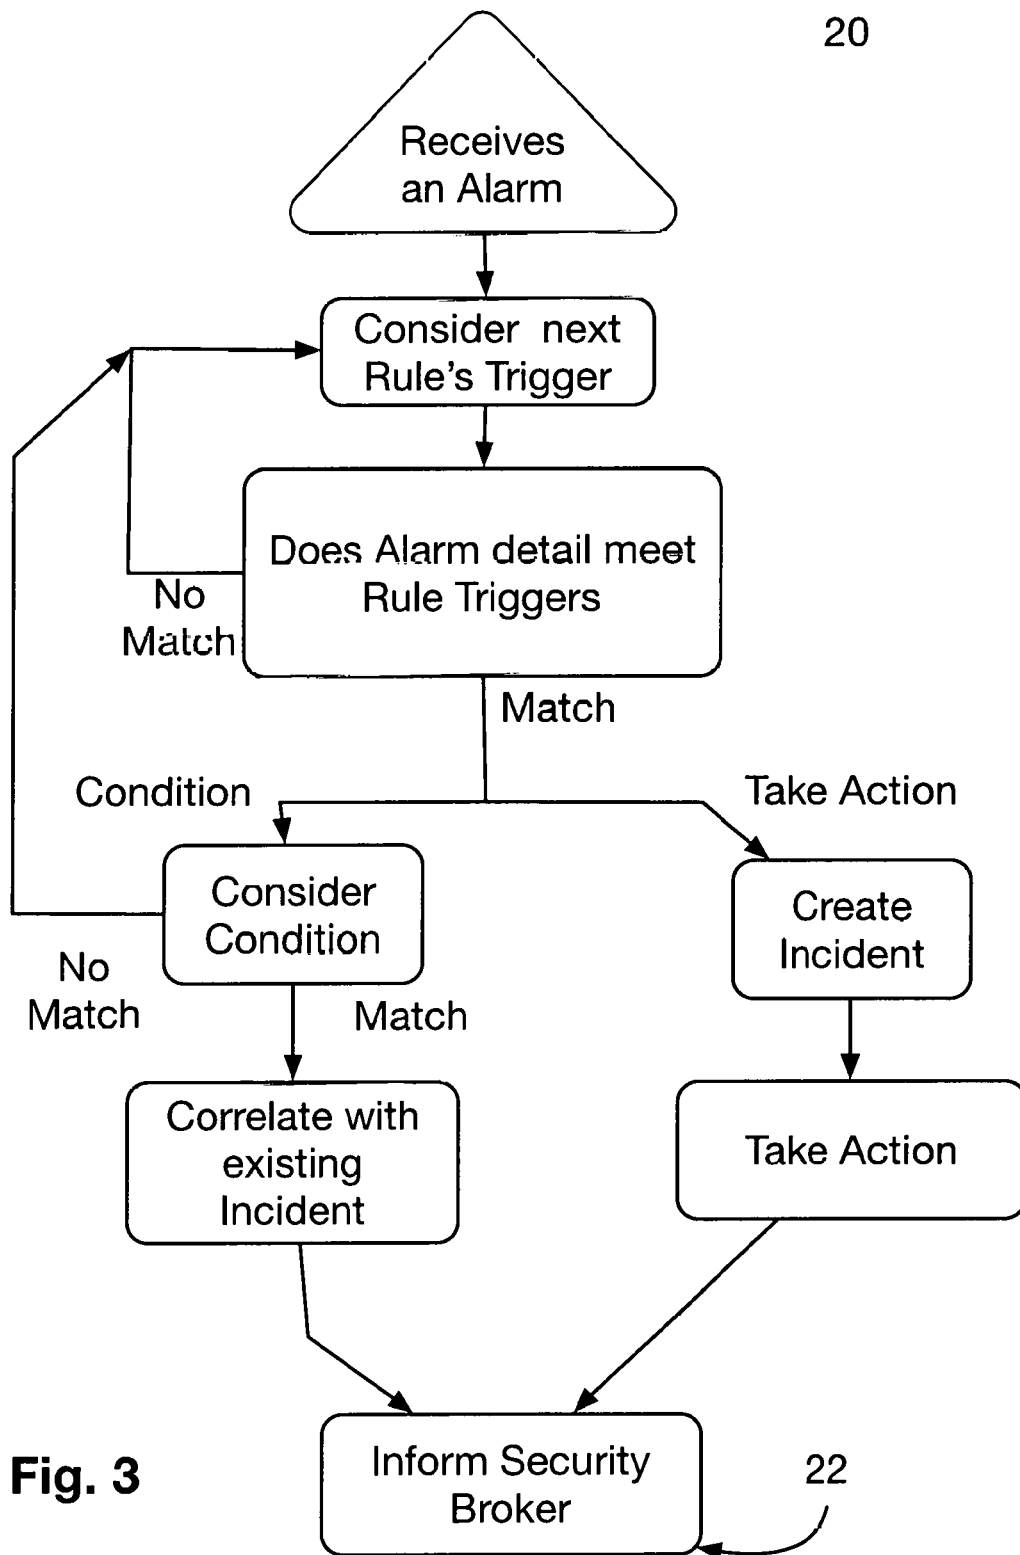 20
Receives
an Alarm
Consider next
Rule's Trigger
Does Alarm detail meet
Rule Triggers
No
Match
Match
Condition
Take Action
Consider
Condition
Create
Incident
No
Match
Match
Correlate with
existing
Incident
Take Action
Inform Security
Broker
22
Fig. 3